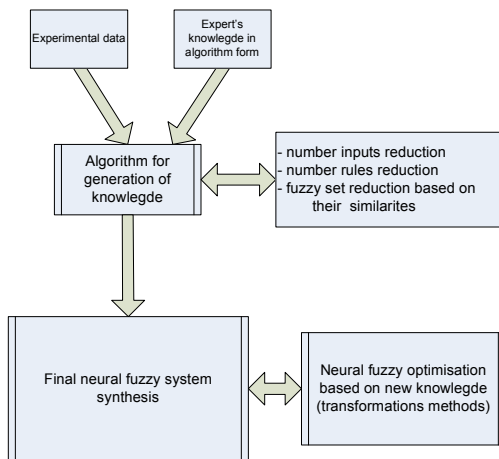 Experimental data
Expert's
knowlegde in
algorithm form
Algorithm for
generation of
knowlegde
- number inputs reduction
- number rules reduction
- fuzzy set reduction based on
their similarites
Final neural fuzzy system
synthesis
Neural fuzzy optimisation
based on new knowlegde
(transformations methods)